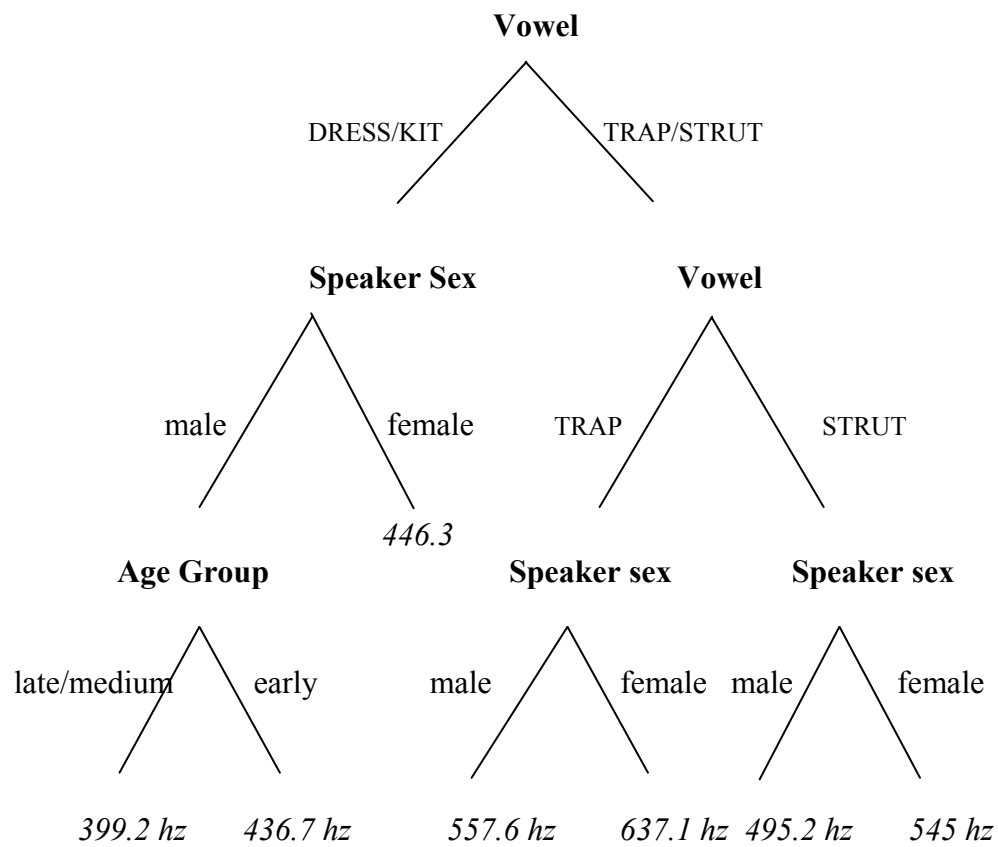 Vowel
DRESS/KIT TRAP/STRUT
Speaker Sex Vowel
male female TRAP STRUT
446.3
Age Group Speaker sex Speaker sex
late/medium early male female male female
399.2 hz 436.7 hz 557.6 hz 637.1 hz 495.2 hz 545 hz